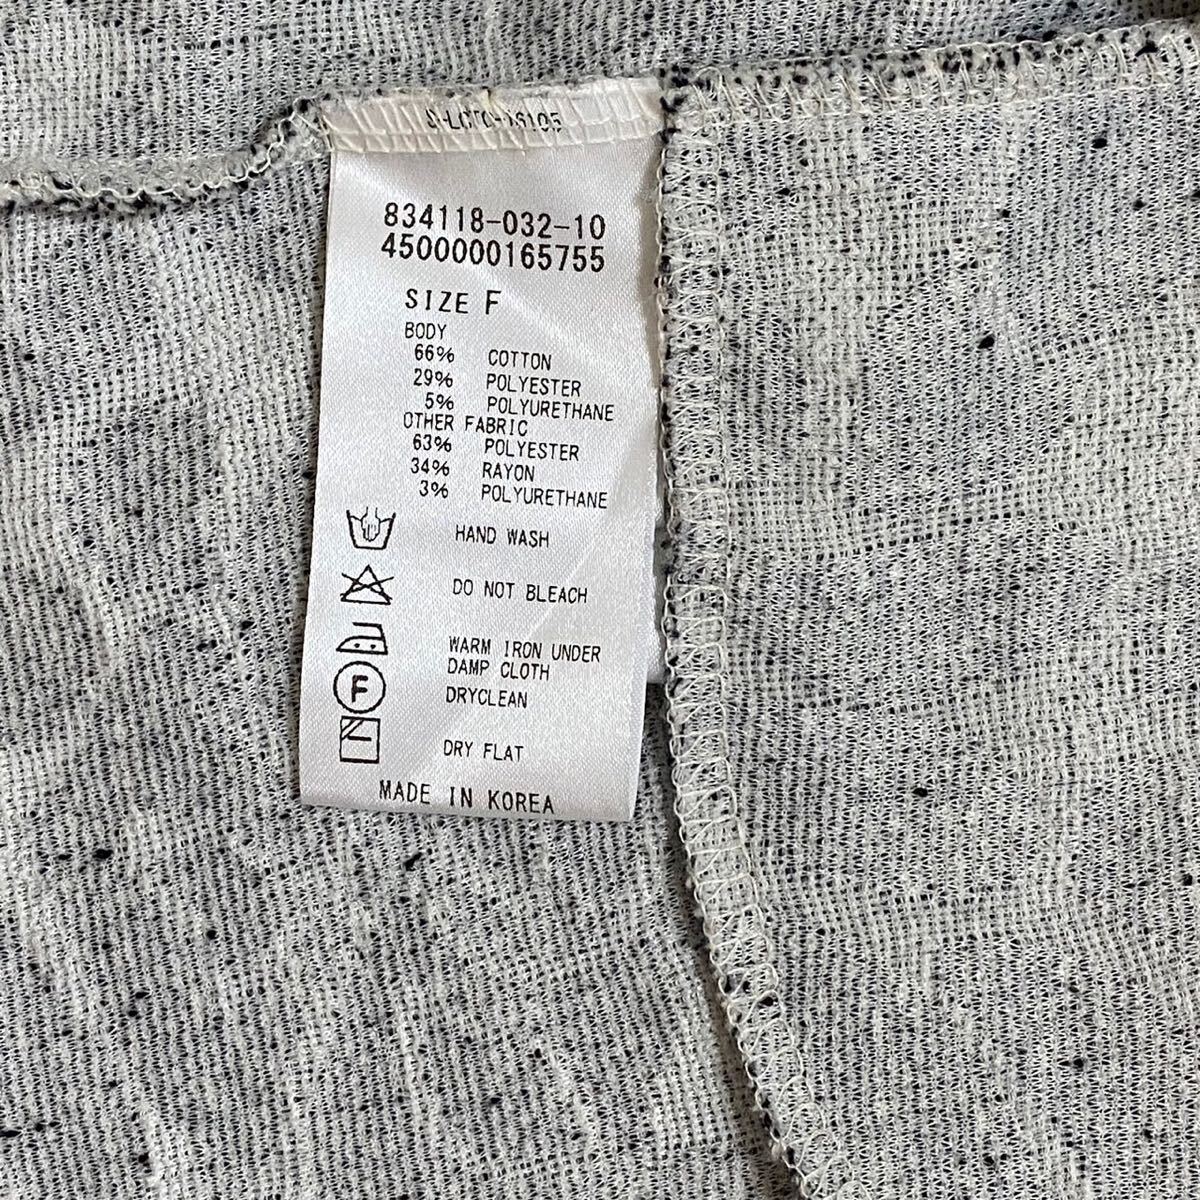 834118-032-10
4500000165755
SIZE F
BODY
66% COTTON
29% POLYESTER
5% POLYURETHANE
OTHER FABRIC
63% POLYESTER
34% RAYON
3% POLYURETHANE
HAND WASH
DO NOT BLEACH
WARM IRON UNDER
DAMP CLOTH
F DRYCLEAN
DRY FLAT
MADE IN KOREA